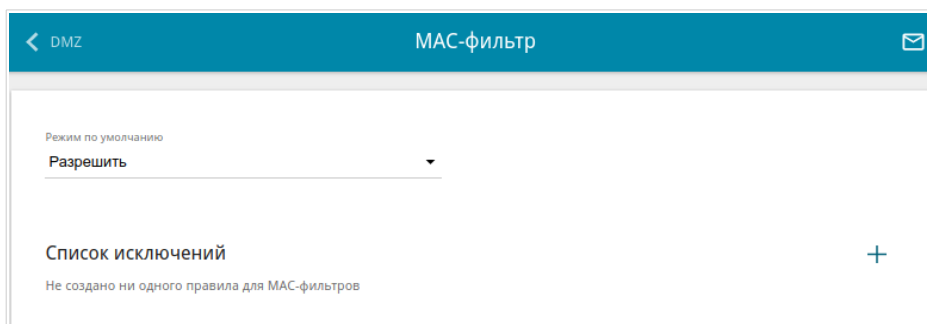 DMZ
MAC-фильтр
Режим по умолчанию
Разрешить
Список исключений
Не создано ни одного правила для MAC-фильтров